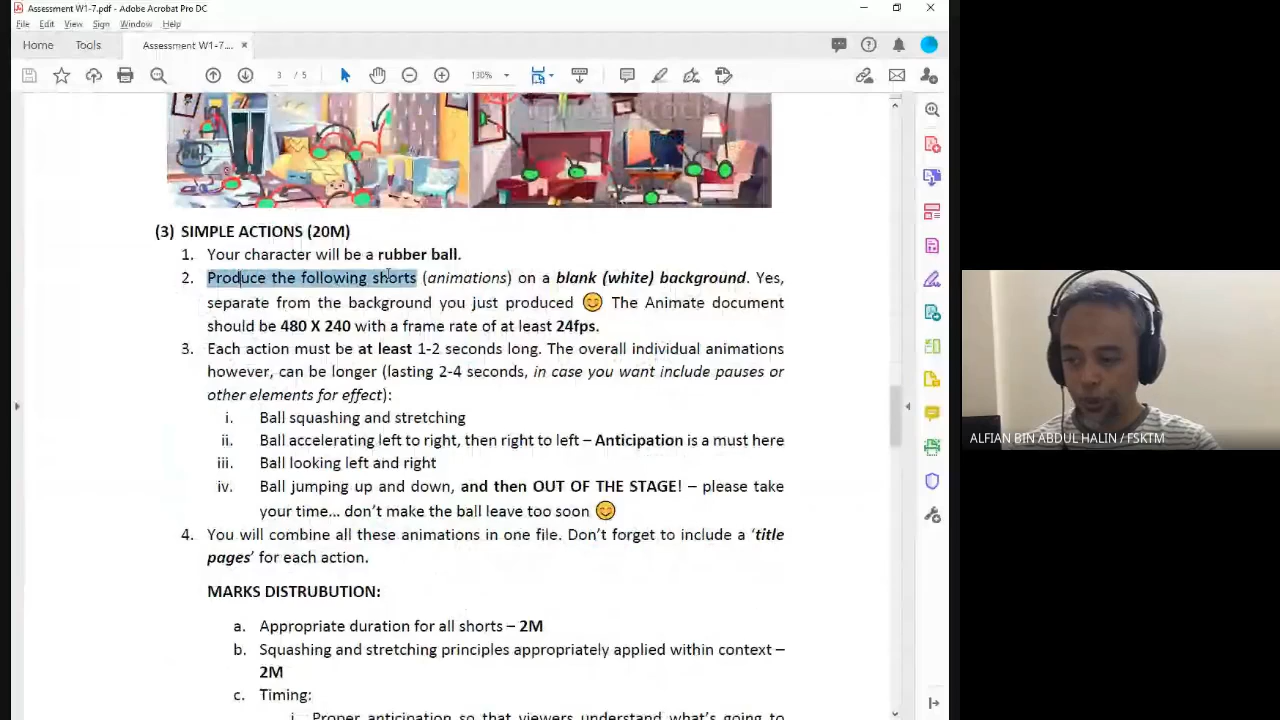 Assessment W1-7.pdf - Adobe Acrobat Pro DC
File Edit View Sign Window Help
Home Tools Assessment W1-7.... ×
3 / 5 130%
(3) SIMPLE ACTIONS (20M)
1. Your character will be a rubber ball.
2. Produce the following shorts (animations) on a blank (white) background. Yes,
separate from the background you just produced 😊 The Animate document
should be 480 X 240 with a frame rate of at least 24fps.
3. Each action must be at least 1-2 seconds long. The overall individual animations
however, can be longer (lasting 2-4 seconds, in case you want include pauses or
other elements for effect):
i. Ball squashing and stretching
ii. Ball accelerating left to right, then right to left – Anticipation is a must here
iii. Ball looking left and right
iv. Ball jumping up and down, and then OUT OF THE STAGE! – please take
your time… don't make the ball leave too soon 😊
4. You will combine all these animations in one file. Don't forget to include a 'title
pages' for each action.
MARKS DISTRUBUTION:
a. Appropriate duration for all shorts – 2M
b. Squashing and stretching principles appropriately applied within context –
2M
c. Timing:
i. Proper anticipation so that viewers understand what's going to
ALFIAN BIN ABDUL HALIN / FSKTM